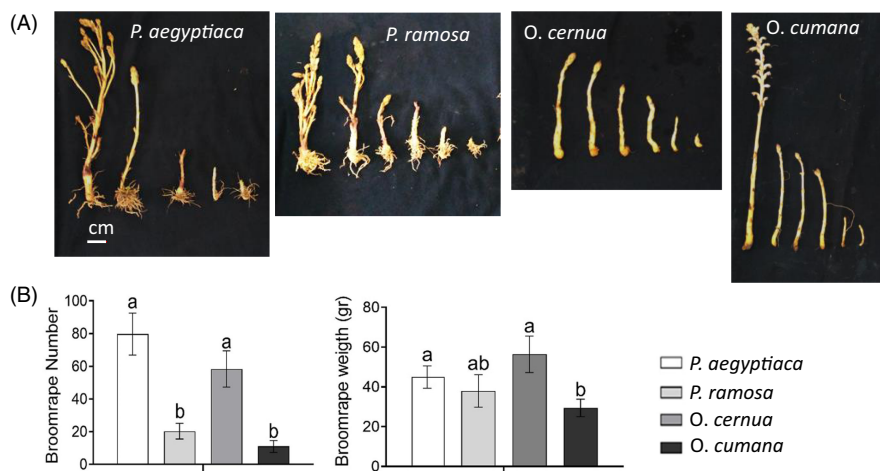 (A)
P. aegyptiaca
P. ramosa
O. cernua
O. cumana
cm
(B)
Broomrape Number
100
80
60
40
20
0
a
b
a
b
Broomrape weigth (gr)
80
60
40
20
0
a
ab
a
b
P. aegyptiaca
P. ramosa
O. cernua
O. cumana